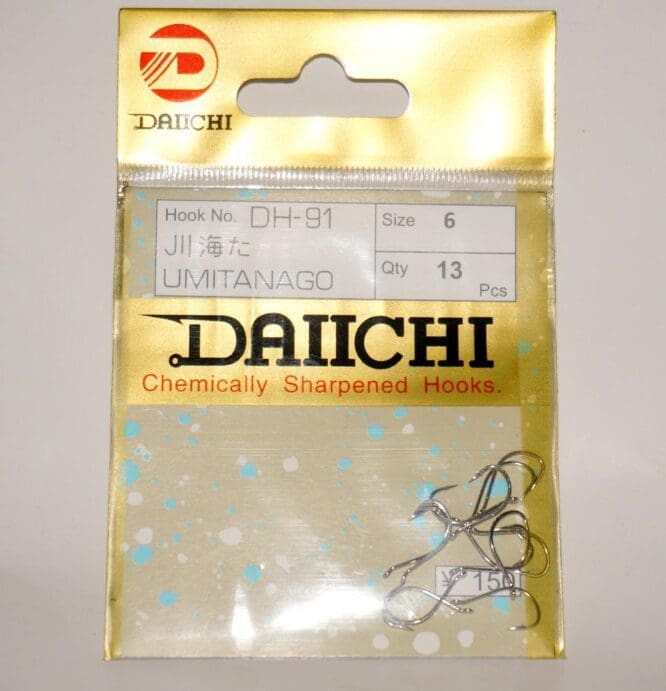 DAIICHI
Hook No. DH-91
川海た
UMITANAGO
Size 6
Qty 13 Pcs
DAIICHI
Chemically Sharpened Hooks.
¥ 150